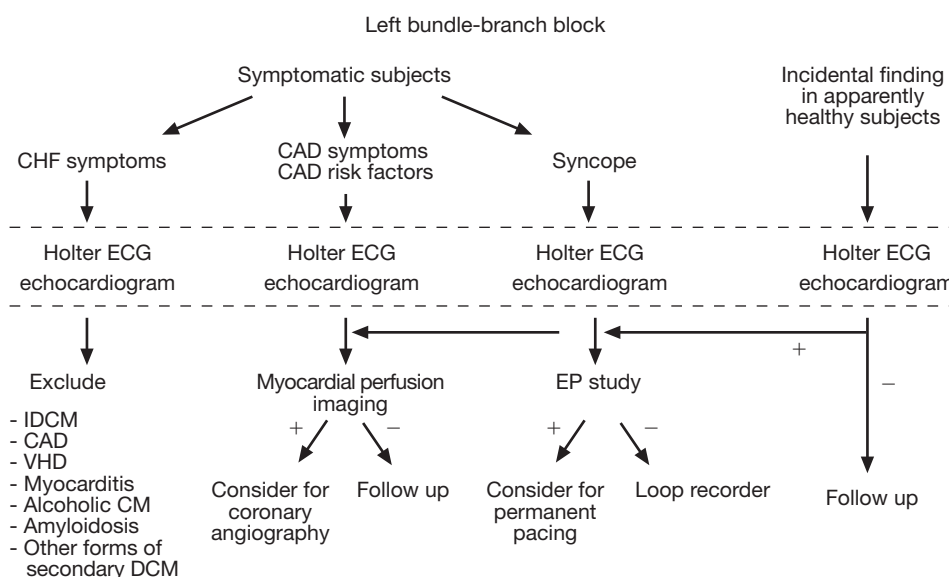 Left bundle-branch block
Symptomatic subjects
Incidental finding
in apparently
healthy subjects
CHF symptoms
CAD symptoms
CAD risk factors
Syncope
Holter ECG
echocardiogram
Holter ECG
echocardiogram
Holter ECG
echocardiogram
Holter ECG
echocardiogram
+
−
Exclude
- IDCM
- CAD
- VHD
- Myocarditis
- Alcoholic CM
- Amyloidosis
- Other forms of
secondary DCM
Myocardial perfusion
imaging
+
−
Consider for
coronary
angiography
Follow up
EP study
+
−
Consider for
permanent
pacing
Loop recorder
Follow up